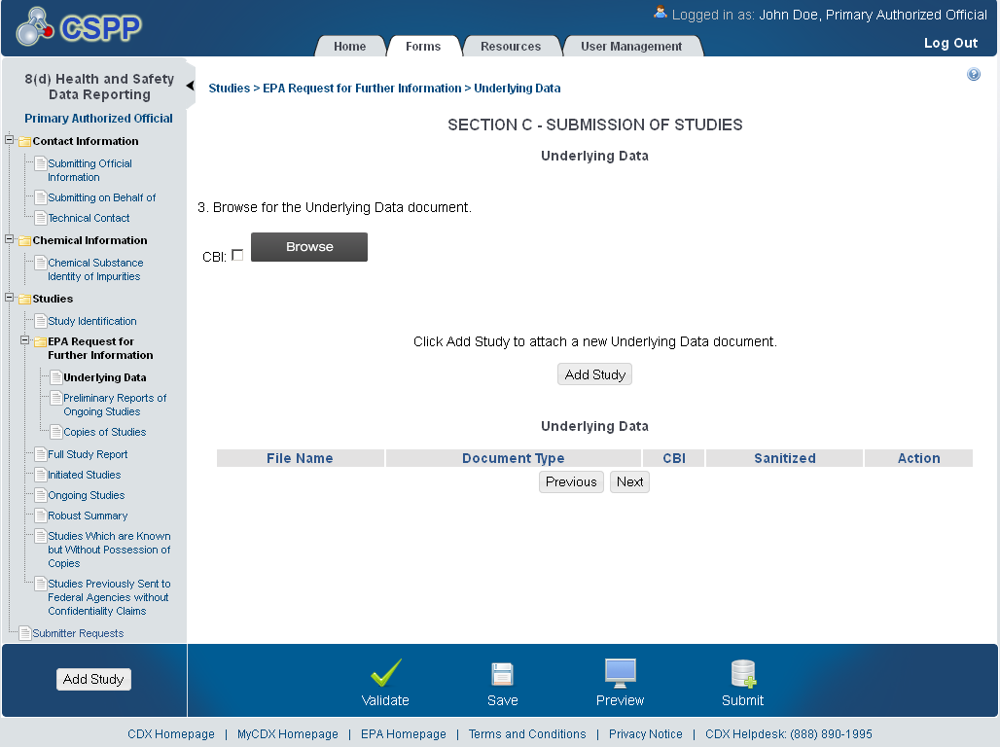 CSPP
Logged in as: John Doe, Primary Authorized Official
Home
Forms
Resources
User Management
Log Out
8(d) Health and Safety
Data Reporting
Primary Authorized Official
Contact Information
Submitting Official
Information
Submitting on Behalf of
Technical Contact
Chemical Information
Chemical Substance
Identity of Impurities
Studies
Study Identification
EPA Request for
Further Information
Underlying Data
Preliminary Reports of
Ongoing Studies
Copies of Studies
Full Study Report
Initiated Studies
Ongoing Studies
Robust Summary
Studies Which are Known
but Without Possession of
Copies
Studies Previously Sent to
Federal Agencies without
Confidentiality Claims
Submitter Requests
Add Study
Studies > EPA Request for Further Information > Underlying Data
?
SECTION C - SUBMISSION OF STUDIES
Underlying Data
3. Browse for the Underlying Data document.
CBI: Browse
Click Add Study to attach a new Underlying Data document.
Add Study
Underlying Data
File Name Document Type CBI Sanitized Action
Previous Next
Validate Save Preview Submit
CDX Homepage | MyCDX Homepage | EPA Homepage | Terms and Conditions | Privacy Notice | CDX Helpdesk: (888) 890-1995